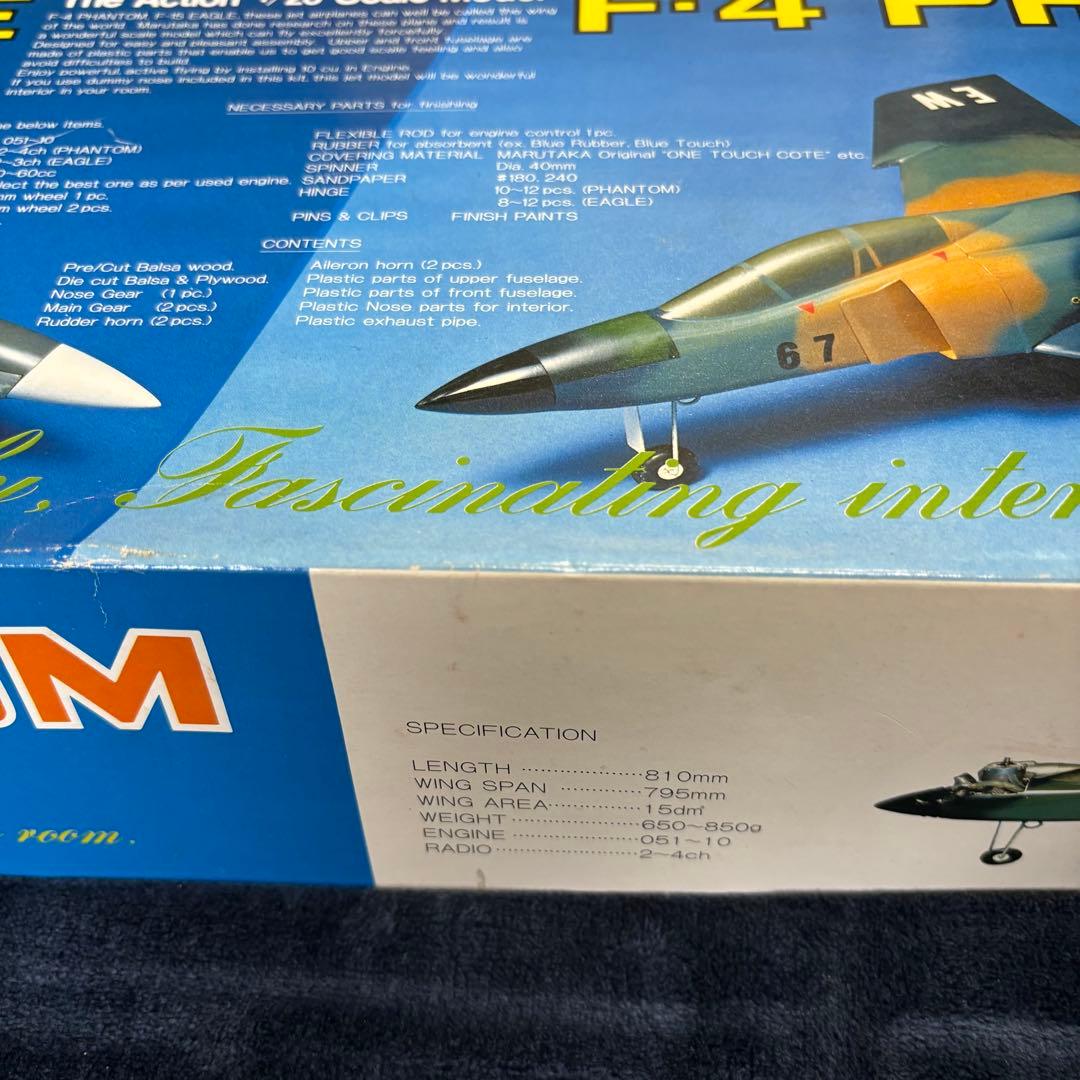 The Action 1/20 Scale Model
F-4 PHANTOM, F-15 EAGLE, these jet airplanes can well be called the wing
of the world. Marutaka has done research on these plane and result is
a wonderful scale model which can fly excellently forcefully.
Designed for easy and pleasant assembly. Upper and front fuselage are
made of plastic parts that enable us to get good scale feeling and also
avoid difficulties to build.
Enjoy powerful, active flying by installing 10 cu. in Engine.
If you use dummy nose included in this kit, this jet model will be wonderful
interior in your room.
F-4 PH
E
NECESSARY PARTS for finishing
e below items.
051~10
2~4ch (PHANTOM)
~3ch (EAGLE)
0~60cc
lect the best one as per used engine.
m wheel 1 pc.
m wheel 2 pcs.
FLEXIBLE ROD for engine control 1 pc.
RUBBER for absorbent (ex. Blue Rubber, Blue Touch)
COVERING MATERIAL MARUTAKA Original "ONE TOUCH COTE" etc.
SPINNER Dia. 40mm
SANDPAPER #180, 240
HINGE 10~12 pcs. (PHANTOM)
8~12 pcs. (EAGLE)
PINS & CLIPS FINISH PAINTS
CONTENTS
Pre/Cut Balsa wood.
Die cut Balsa & Plywood.
Nose Gear (1 pc.)
Main Gear (2 pcs.)
Rudder horn (2 pcs.)
Aileron horn (2 pcs.)
Plastic parts of upper fuselage.
Plastic parts of front fuselage.
Plastic Nose parts for interior.
Plastic exhaust pipe.
EW
67
y, Fascinating inter
UM
room.
SPECIFICATION
LENGTH ··················· 810mm
WING SPAN ············· 795mm
WING AREA ·············· 15dm²
WEIGHT ···················· 650~850g
ENGINE ····················· 051~10
RADIO ······················· 2~4ch